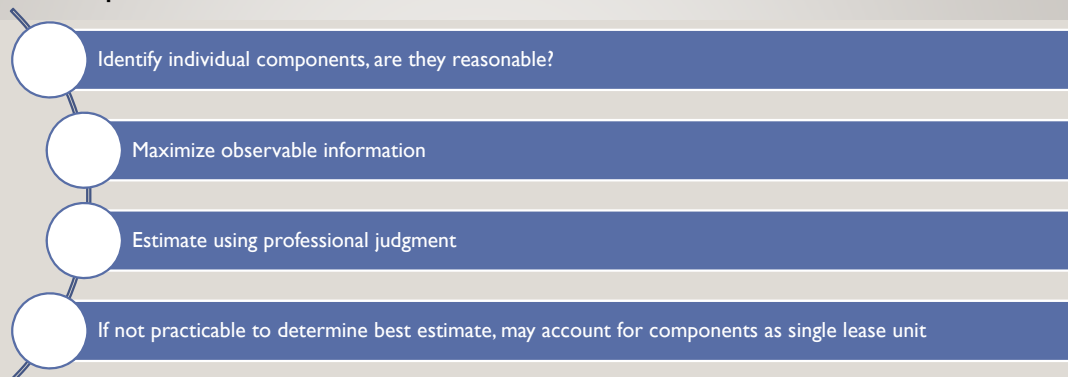 Identify individual components, are they reasonable?
Maximize observable information
Estimate using professional judgment
If not practicable to determine best estimate, may account for components as single lease unit